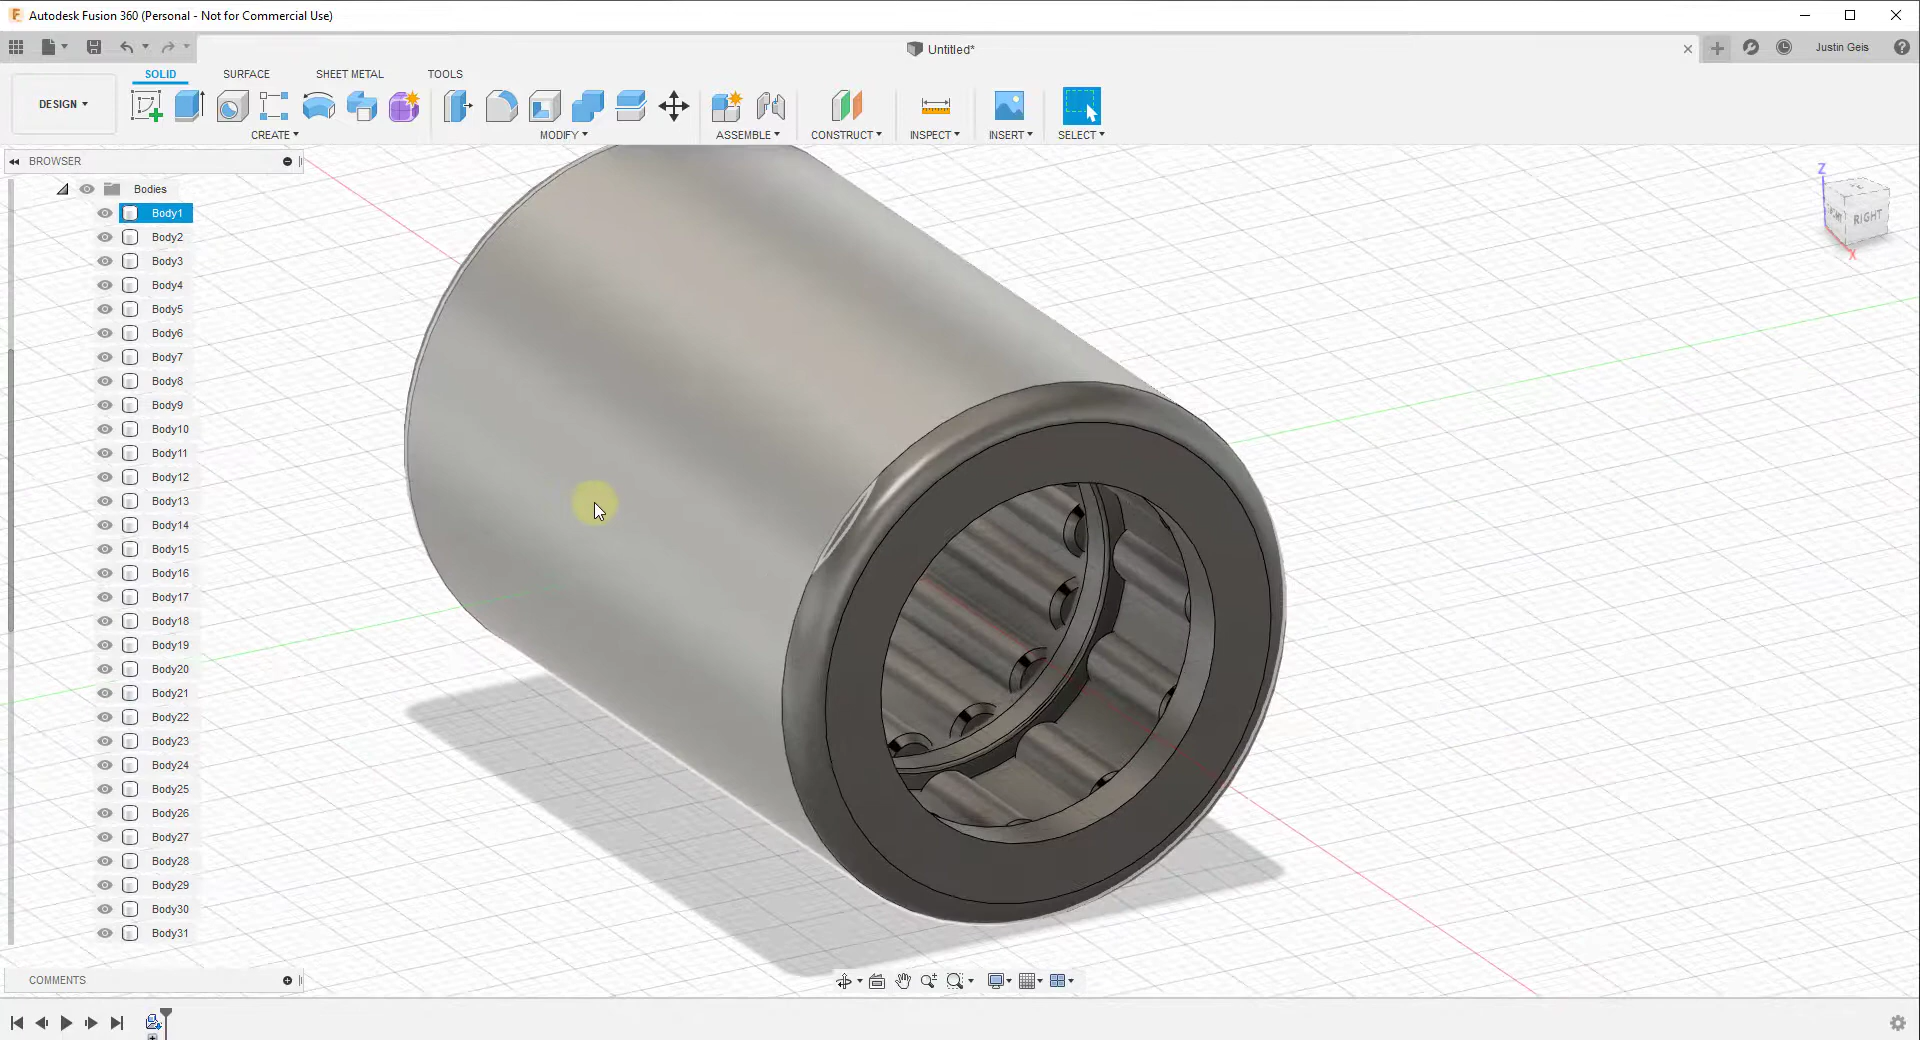 Autodesk Fusion 360 (Personal - Not for Commercial Use)
Untitled*
Justin Geis
DESIGN
SOLID
SURFACE
SHEET METAL
TOOLS
CREATE
MODIFY
ASSEMBLE
CONSTRUCT
INSPECT
INSERT
SELECT
BROWSER
Bodies
Body1
Body2
Body3
Body4
Body5
Body6
Body7
Body8
Body9
Body10
Body11
Body12
Body13
Body14
Body15
Body16
Body17
Body18
Body19
Body20
Body21
Body22
Body23
Body24
Body25
Body26
Body27
Body28
Body29
Body30
Body31
Z
RIGHT
X
COMMENTS